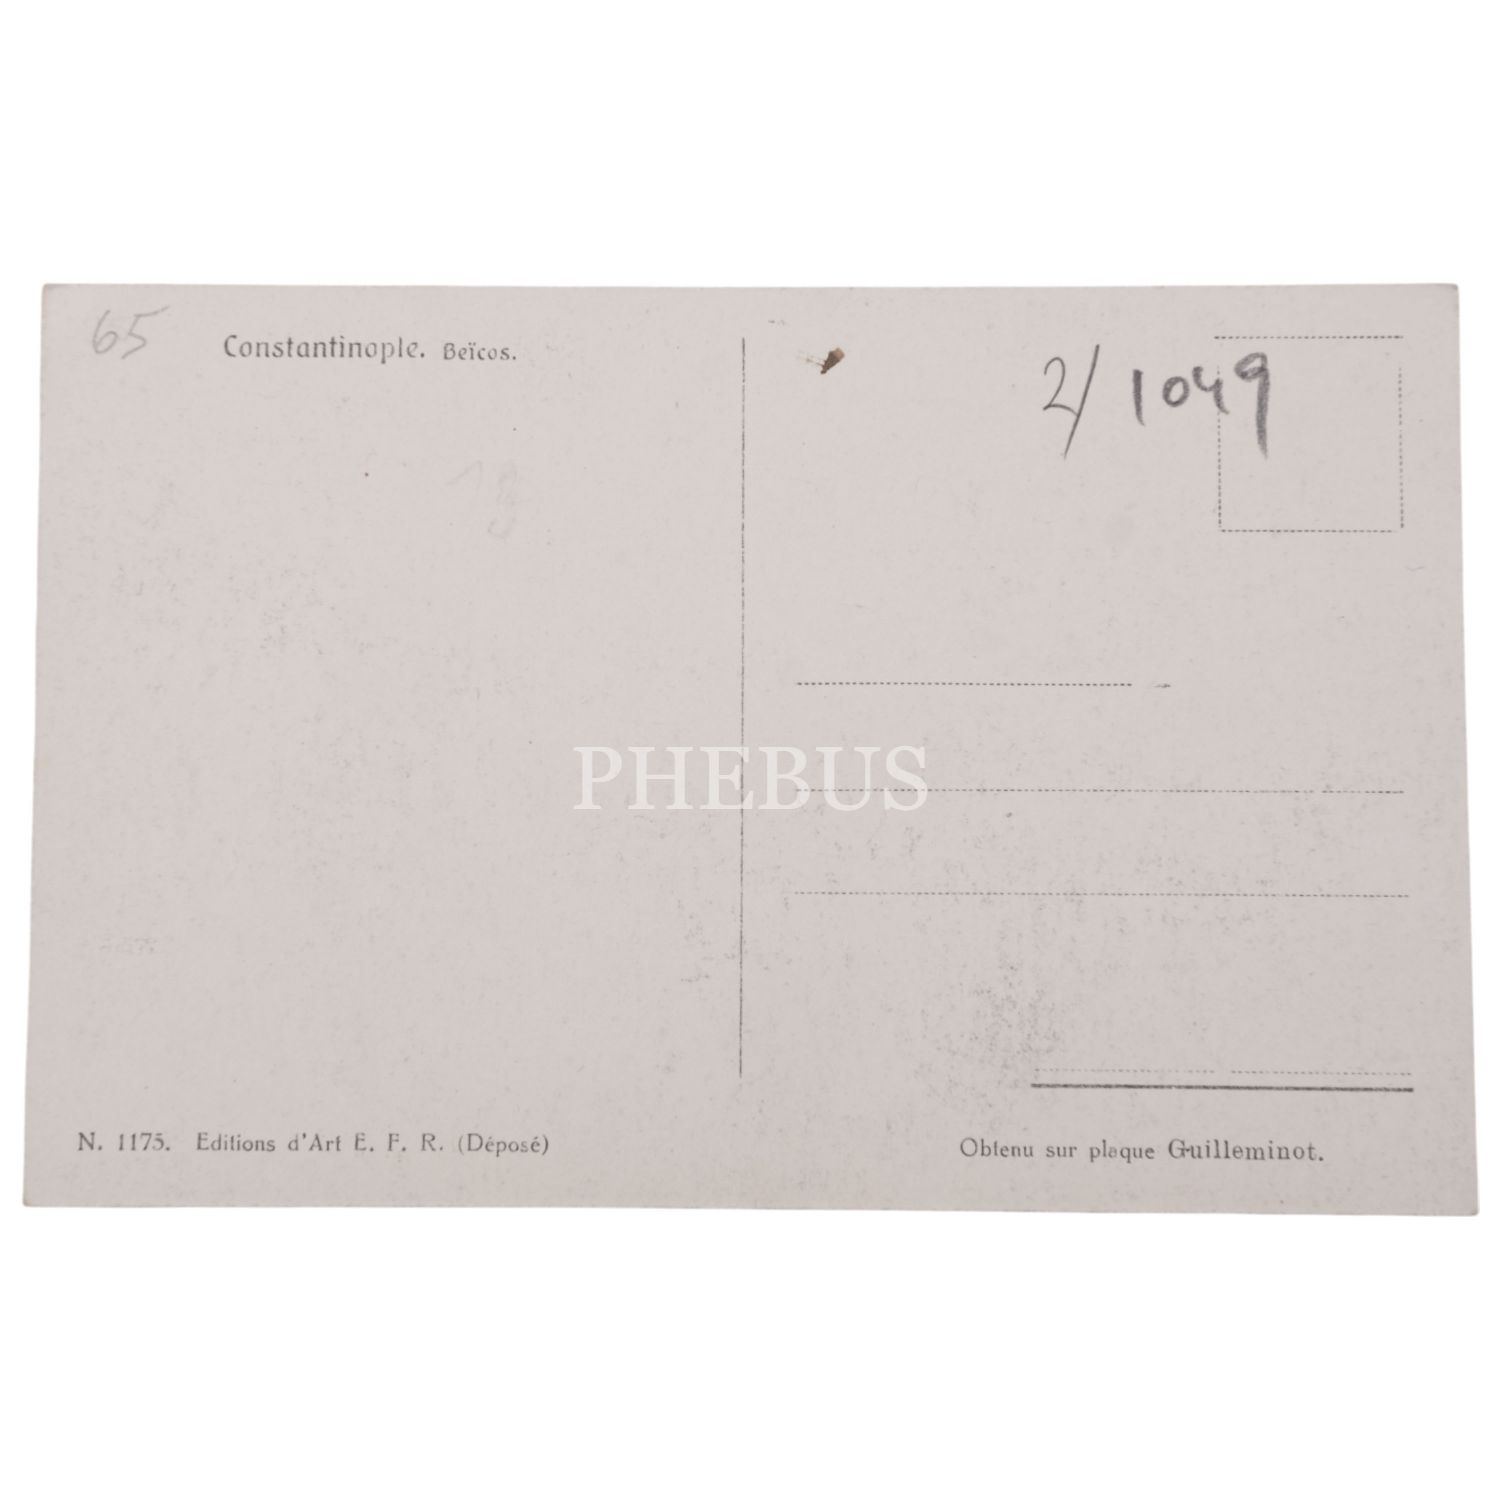 65
Constantinople. Beïcos.
2/ 1049
PHEBUS
N. 1175. Editions d'Art E. F. R. (Déposé)
Obtenu sur plaque Guilleminot.